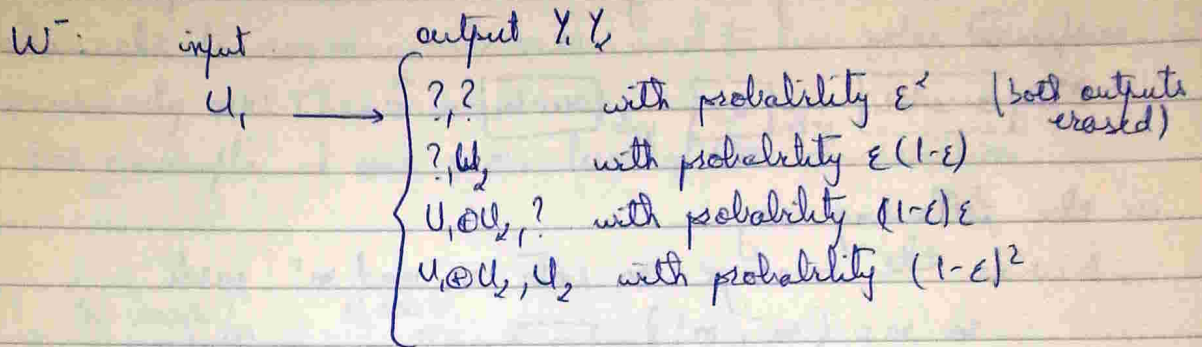 W⁻: input output Y₁ Y₂
U₁ → ?,? with probability ε² (both outputs erased)
?,U₂ with probability ε(1-ε)
U₁⊕U₂,? with probability (1-ε)ε
U₁⊕U₂,U₂ with probability (1-ε)²